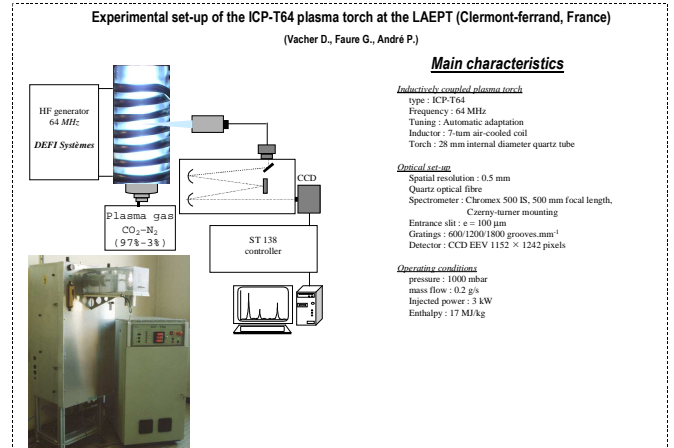 Experimental set-up of the ICP-T64 plasma torch at the LAEPT (Clermont-ferrand, France)
(Vacher D., Faure G., André P.)
HF generator
64 MHz
DEFI Systèmes
Plasma gas
CO₂-N₂
(97%-3%)
CCD
ST 138
controller
Main characteristics
Inductively coupled plasma torch
type : ICP-T64
Frequency : 64 MHz
Tuning : Automatic adaptation
Inductor : 7-turn air-cooled coil
Torch : 28 mm internal diameter quartz tube
Optical set-up
Spatial resolution : 0.5 mm
Quartz optical fibre
Spectrometer : Chromex 500 IS, 500 mm focal length,
Czerny-turner mounting
Entrance slit : e = 100 µm
Gratings : 600/1200/1800 grooves.mm⁻¹
Detector : CCD EEV 1152 × 1242 pixels
Operating conditions
pressure : 1000 mbar
mass flow : 0.2 g/s
Injected power : 3 kW
Enthalpy : 17 MJ/kg